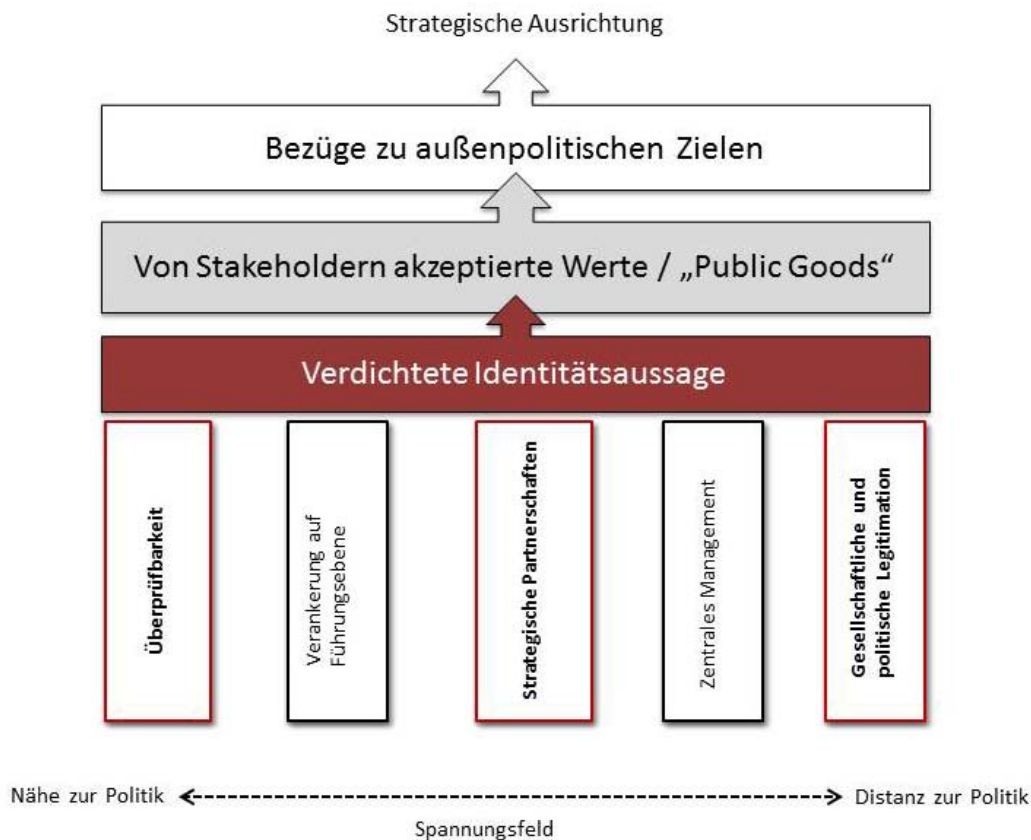 Strategische Ausrichtung
Bezüge zu außenpolitischen Zielen
Von Stakeholdern akzeptierte Werte / „Public Goods“
Verdichtete Identitätsaussage
Überprüfbarkeit
Verankerung auf
Führungsebene
Strategische Partnerschaften
Zentrales Management
Gesellschaftliche und
politische Legitimation
Nähe zur Politik
Distanz zur Politik
Spannungsfeld